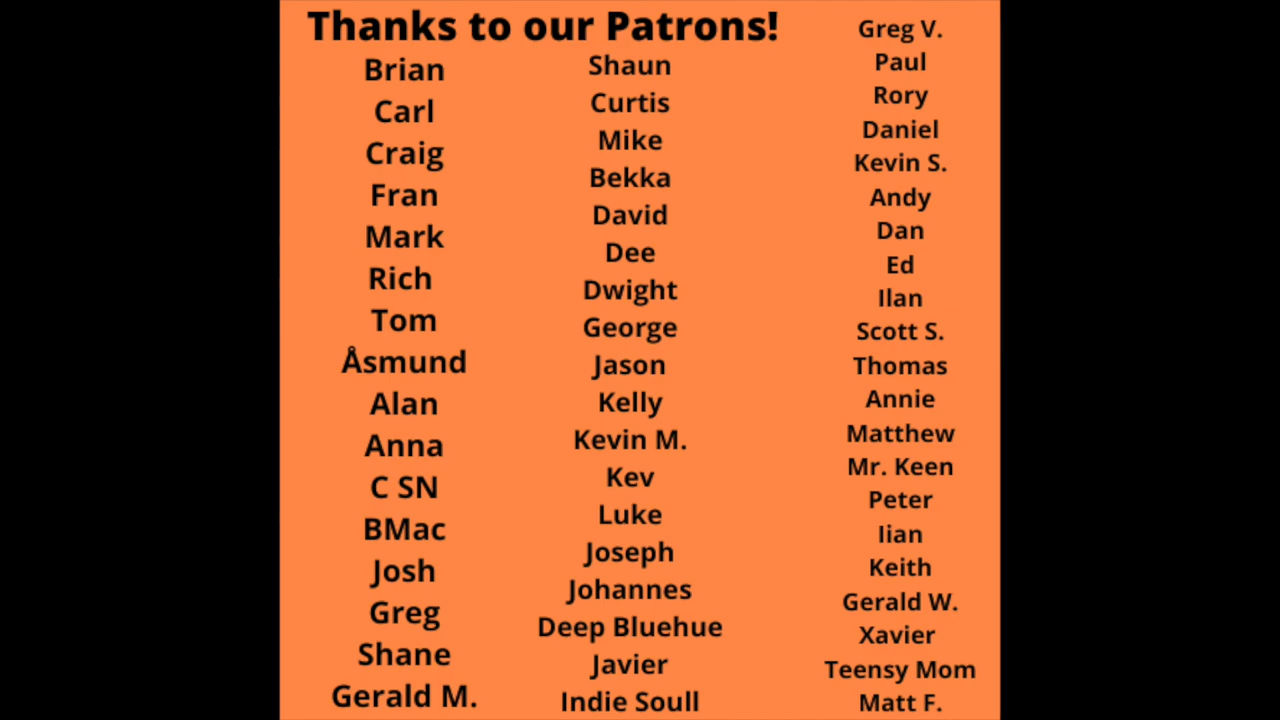 Thanks to our Patrons!
Brian
Carl
Craig
Fran
Mark
Rich
Tom
Åsmund
Alan
Anna
C SN
BMac
Josh
Greg
Shane
Gerald M.
Shaun
Curtis
Mike
Bekka
David
Dee
Dwight
George
Jason
Kelly
Kevin M.
Kev
Luke
Joseph
Johannes
Deep Bluehue
Javier
Indie Soull
Greg V.
Paul
Rory
Daniel
Kevin S.
Andy
Dan
Ed
Ilan
Scott S.
Thomas
Annie
Matthew
Mr. Keen
Peter
Iian
Keith
Gerald W.
Xavier
Teensy Mom
Matt F.